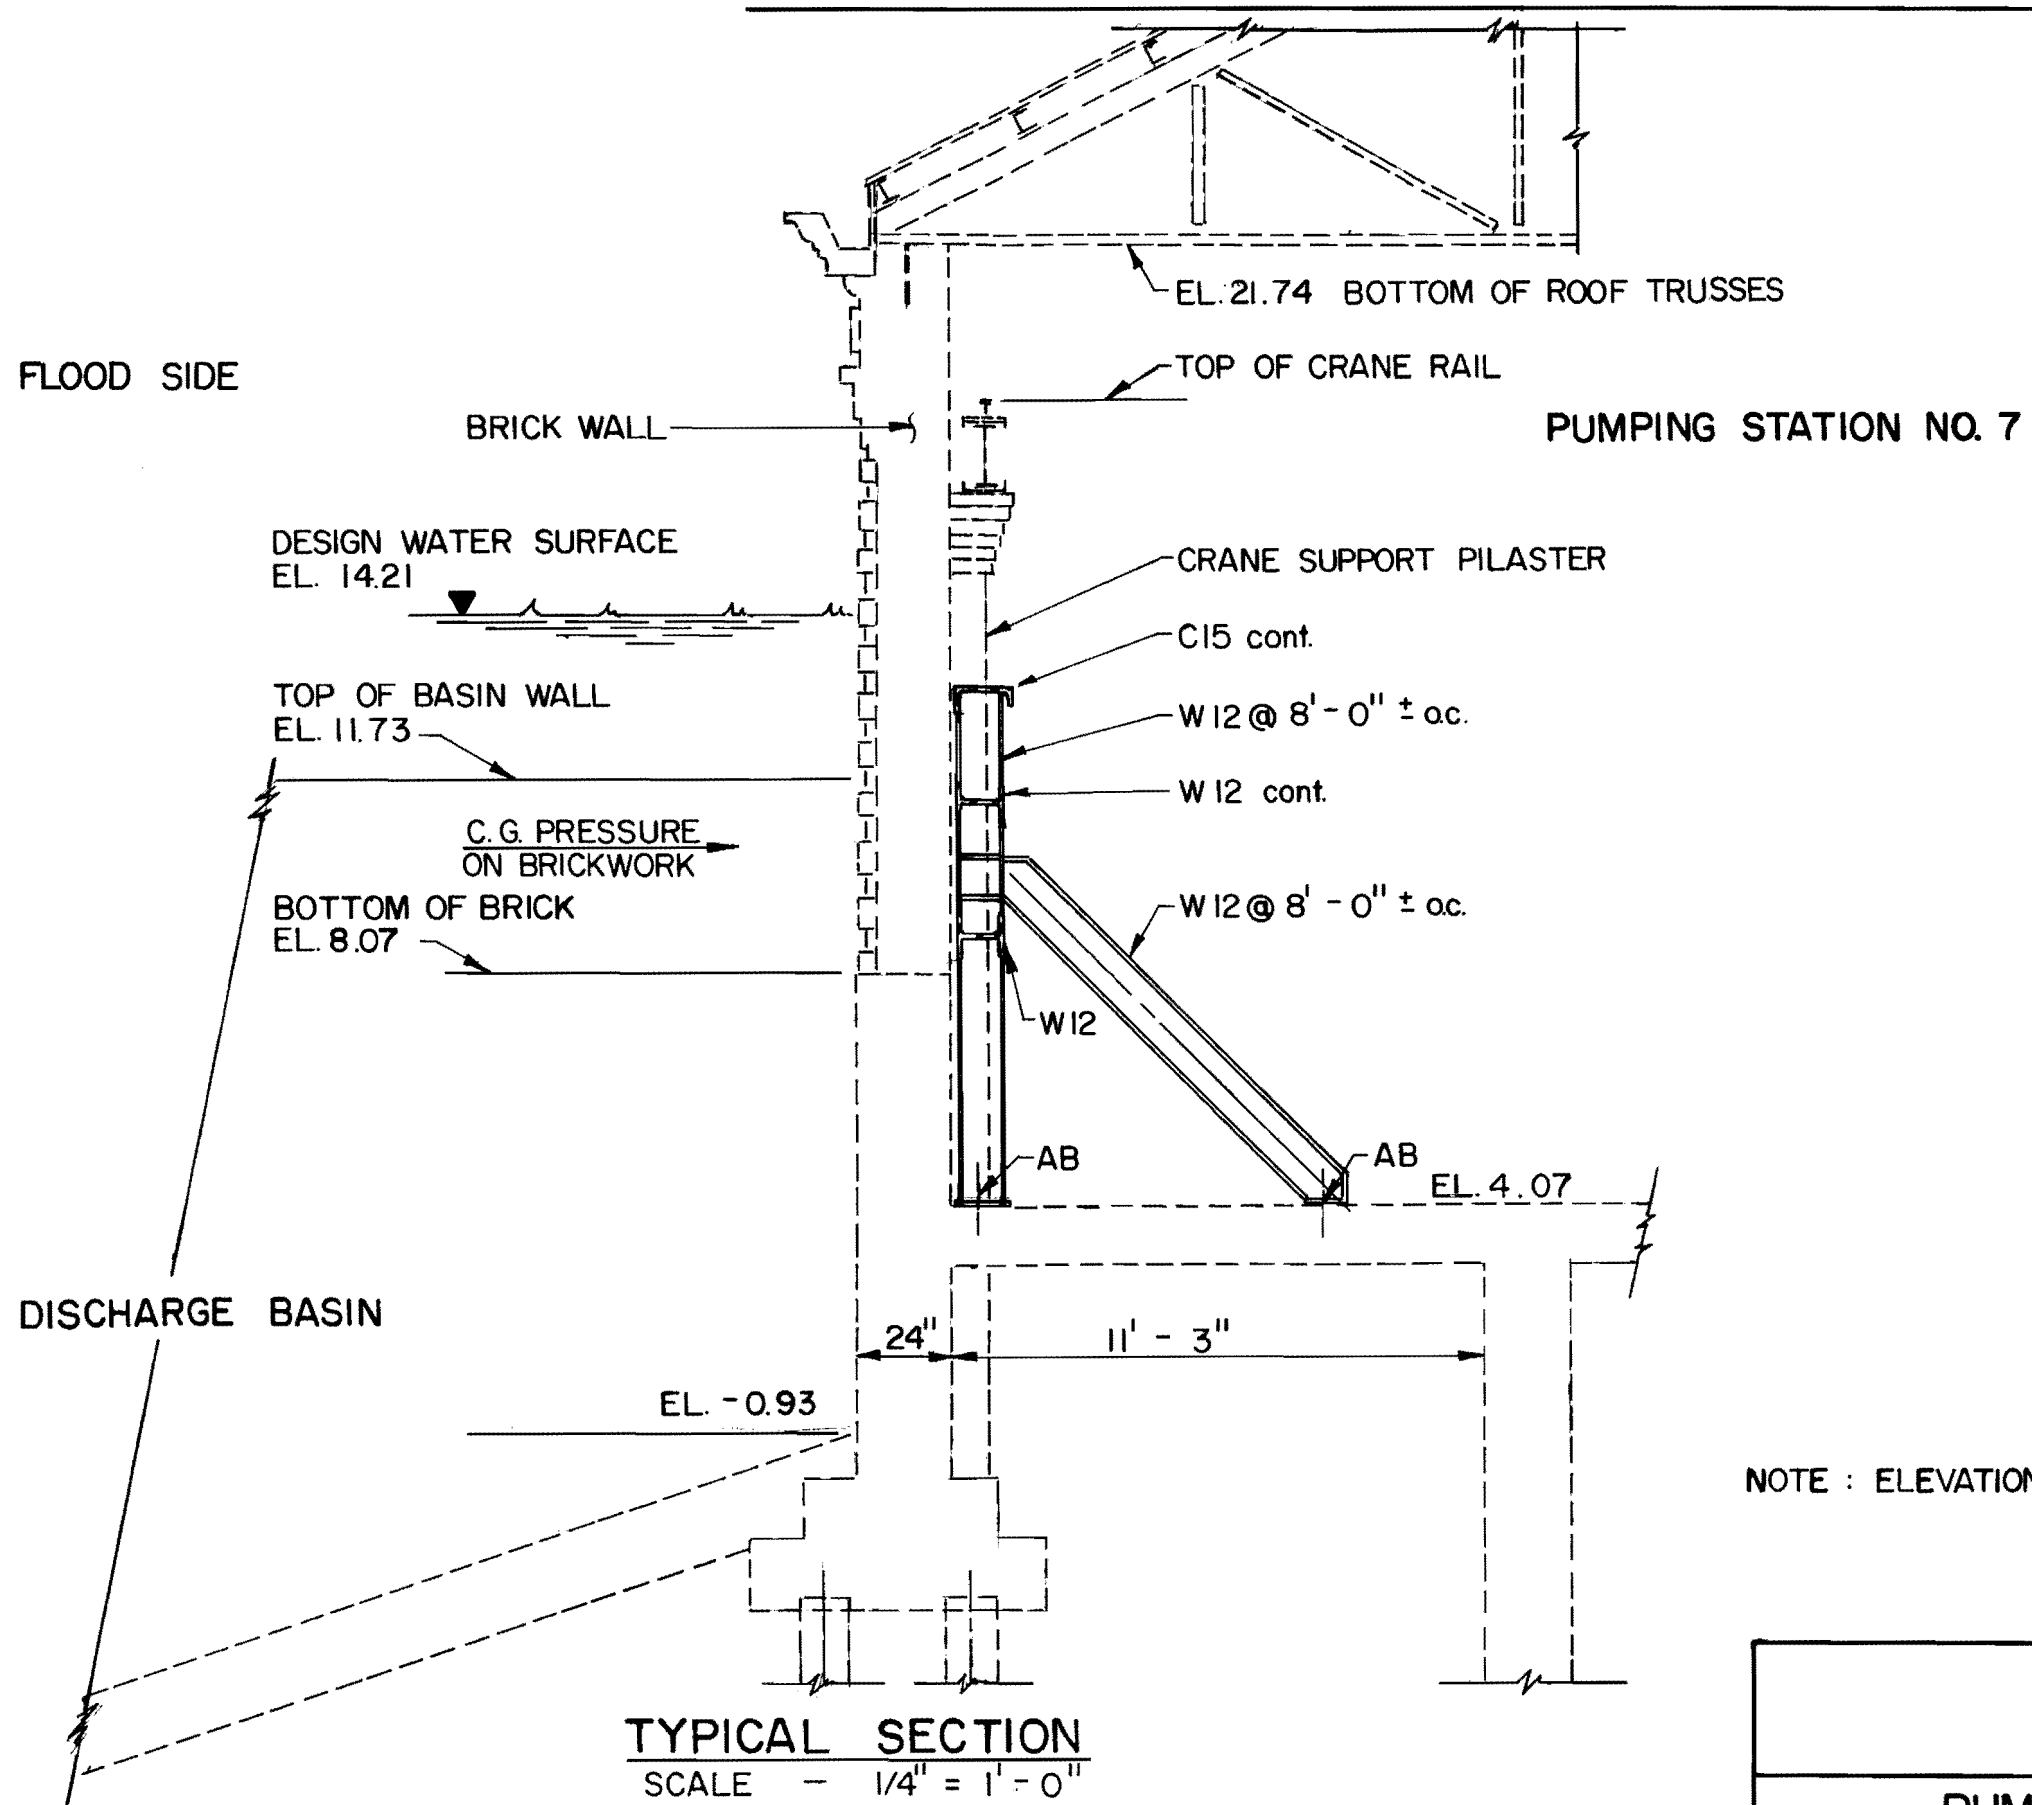 EL. 21.74 BOTTOM OF ROOF TRUSSES
FLOOD SIDE
TOP OF CRANE RAIL
BRICK WALL
PUMPING STATION NO. 7
DESIGN WATER SURFACE
EL. 14.21
CRANE SUPPORT PILASTER
C15 cont.
TOP OF BASIN WALL
EL. 11.73
W12 @ 8'-0" ± o.c.
W12 cont.
C.G. PRESSURE
ON BRICKWORK
BOTTOM OF BRICK
EL. 8.07
W12 @ 8'-0" ± o.c.
W12
AB
AB
EL. 4.07
DISCHARGE BASIN
24"
11' - 3"
EL. -0.93
NOTE : ELEVATION
TYPICAL SECTION
SCALE - 1/4" = 1'-0"